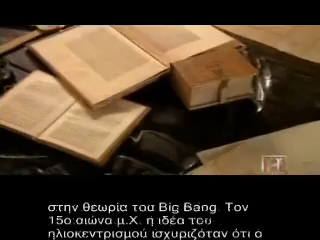 στην θεωρία του Big Bang. Τον
15ο αιώνα μ.Χ. η ιδέα του
ηλιοκεντρισμού ισχυριζόταν ότι ο